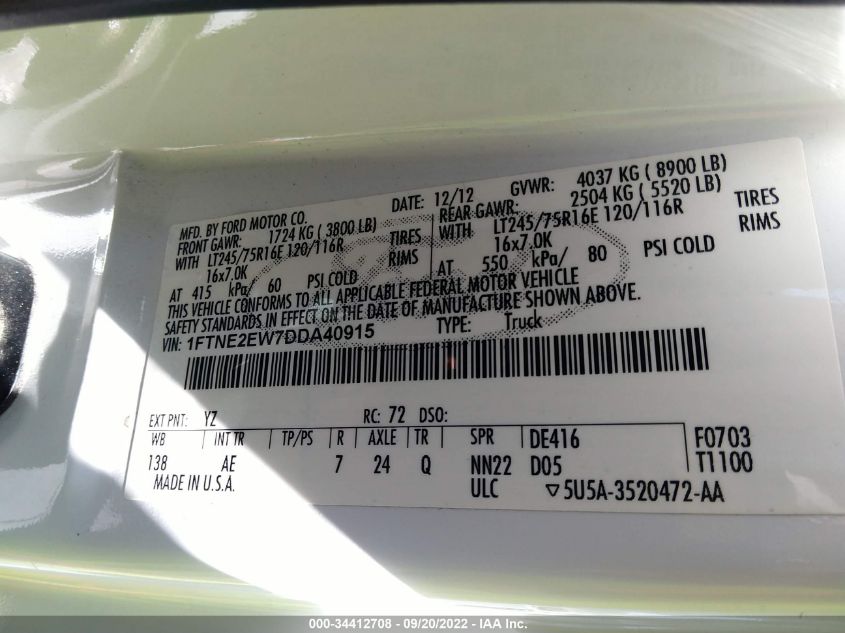 MFD. BY FORD MOTOR CO. DATE: 12/12 GVWR: 4037 KG ( 8900 LB)
FRONT GAWR: 1724 KG ( 3800 LB) REAR GAWR: 2504 KG ( 5520 LB)
WITH LT245/75R16E 120/116R TIRES WITH LT245/75R16E 120/116R TIRES
16x7.0K RIMS 16x7.0K RIMS
AT 415 kPa/ 60 PSI COLD AT 550 kPa/ 80 PSI COLD
THIS VEHICLE CONFORMS TO ALL APPLICABLE FEDERAL MOTOR VEHICLE
SAFETY STANDARDS IN EFFECT ON THE DATE OF MANUFACTURE SHOWN ABOVE.
VIN: 1FTNE2EW7DDA40915 TYPE: Truck
EXT PNT: YZ RC: 72 DSO:
WB INT TR TP/PS R AXLE TR SPR DE416 F0703
138 AE 7 24 Q NN22 D05 T1100
MADE IN U.S.A. ULC ▽5U5A-3520472-AA
000-34412708 - 09/20/2022 - IAA Inc.